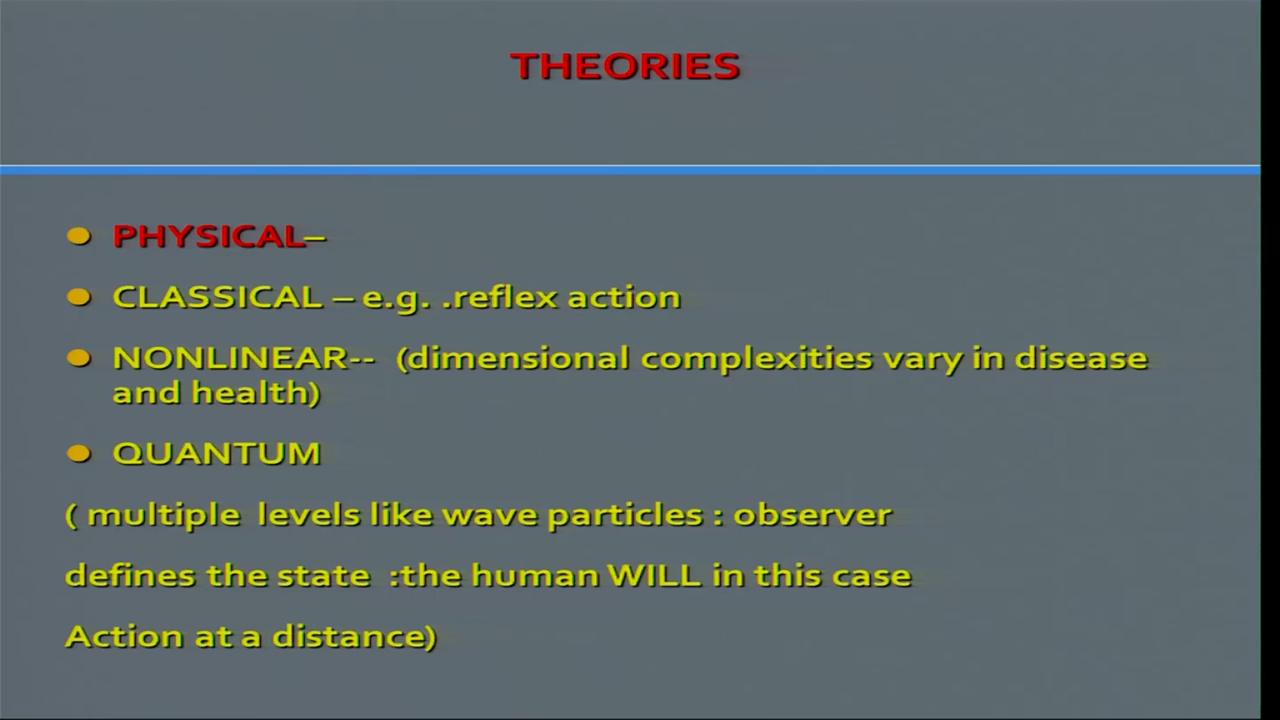 THEORIES
PHYSICAL–
CLASSICAL – e.g. .reflex action
NONLINEAR-- (dimensional complexities vary in disease
and health)
QUANTUM
( multiple levels like wave particles : observer
defines the state :the human WILL in this case
Action at a distance)